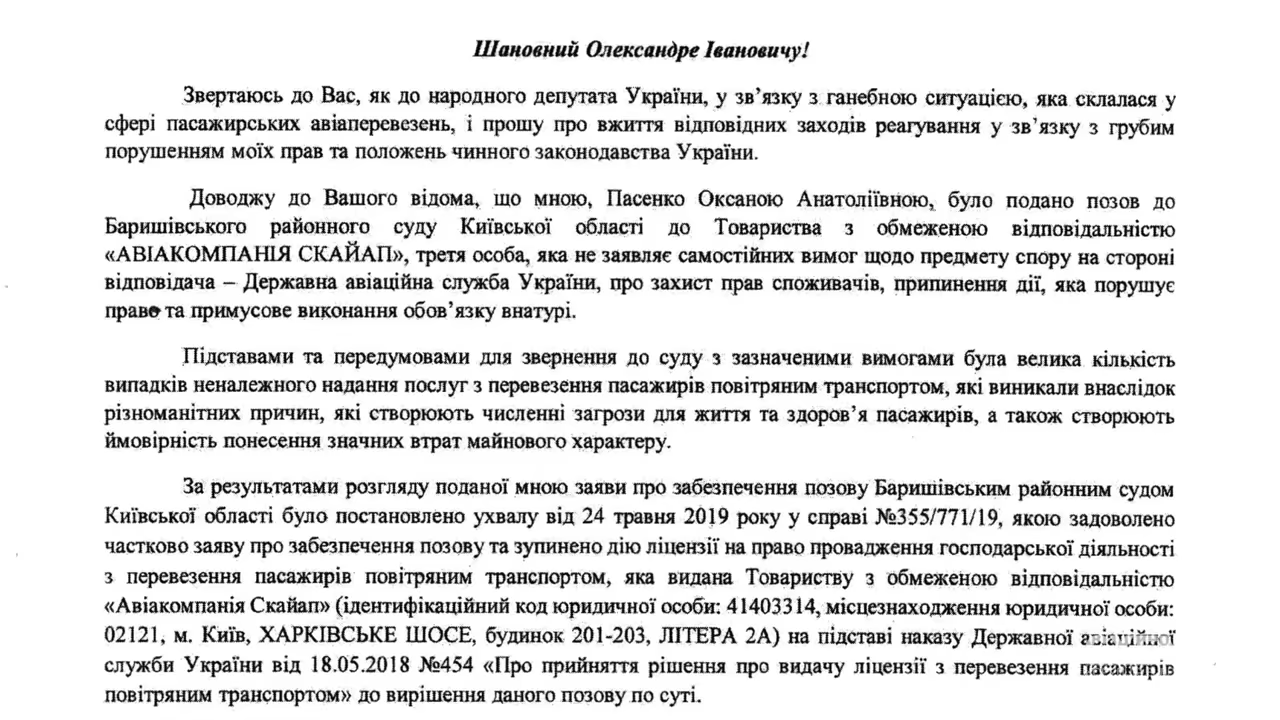 Шановний Олександре Івановичу!
Звертаюсь до Вас, як до народного депутата України, у зв’язку з ганебною ситуацією, яка склалася у
сфері пасажирських авіаперевезень, і прошу про вжиття відповідних заходів реагування у зв’язку з грубим
порушенням моїх прав та положень чинного законодавства України.
Доводжу до Вашого відома, що мною, Пасенко Оксаною Анатоліївною, було подано позов до
Баришівського районного суду Київської області до Товариства з обмеженою відповідальністю
«АВІАКОМПАНІЯ СКАЙАП», третя особа, яка не заявляє самостійних вимог щодо предмету спору на стороні
відповідача – Державна авіаційна служба України, про захист прав споживачів, припинення дії, яка порушує
право та примусове виконання обов’язку внатурі.
Підставами та передумовами для звернення до суду з зазначеними вимогами була велика кількість
випадків неналежного надання послуг з перевезення пасажирів повітряним транспортом, які виникали внаслідок
різноманітних причин, які створюють численні загрози для життя та здоров’я пасажирів, а також створюють
ймовірність понесення значних втрат майнового характеру.
За результатами розгляду поданої мною заяви про забезпечення позову Баришівським районним судом
Київської області було постановлено ухвалу від 24 травня 2019 року у справі №355/771/19, якою задоволено
частково заяву про забезпечення позову та зупинено дію ліцензії на право провадження господарської діяльності
з перевезення пасажирів повітряним транспортом, яка видана Товариству з обмеженою відповідальністю
«Авіакомпанія Скайап» (ідентифікаційний код юридичної особи: 41403314, місцезнаходження юридичної особи:
02121, м. Київ, ХАРКІВСЬКЕ ШОСЕ, будинок 201-203, ЛІТЕРА 2А) на підставі наказу Державної авіаційної
служби України від 18.05.2018 №454 «Про прийняття рішення про видачу ліцензії з перевезення пасажирів
повітряним транспортом» до вирішення даного позову по суті.